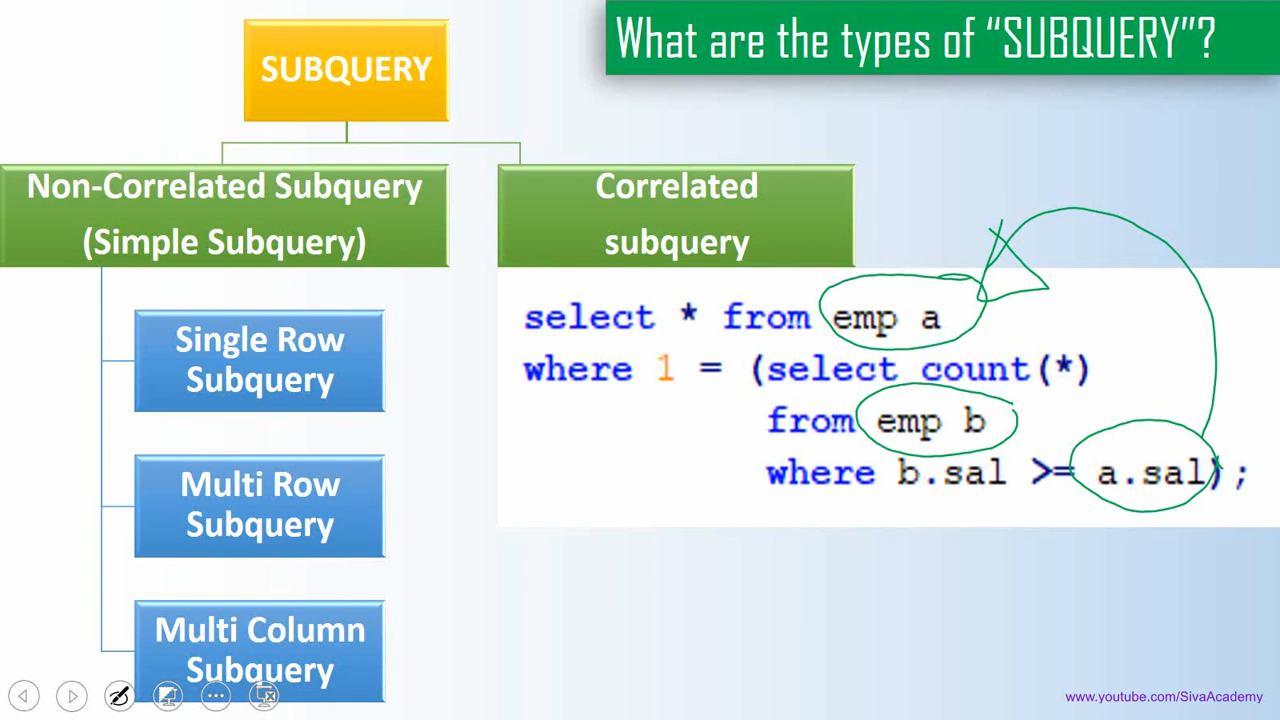 What are the types of “SUBQUERY”?
SUBQUERY
Non-Correlated Subquery
(Simple Subquery)
Single Row
Subquery
Multi Row
Subquery
Multi Column
Subquery
Correlated
subquery
select * from emp a
where 1 = (select count(*)
from emp b
where b.sal >= a.sal);
www.youtube.com/SivaAcademy